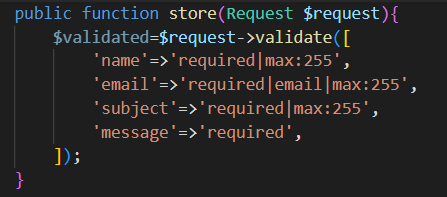 public function store(Request $request){
    $validated=$request->validate([
        'name'=>'required|max:255',
        'email'=>'required|email|max:255',
        'subject'=>'required|max:255',
        'message'=>'required',
    ]);
}